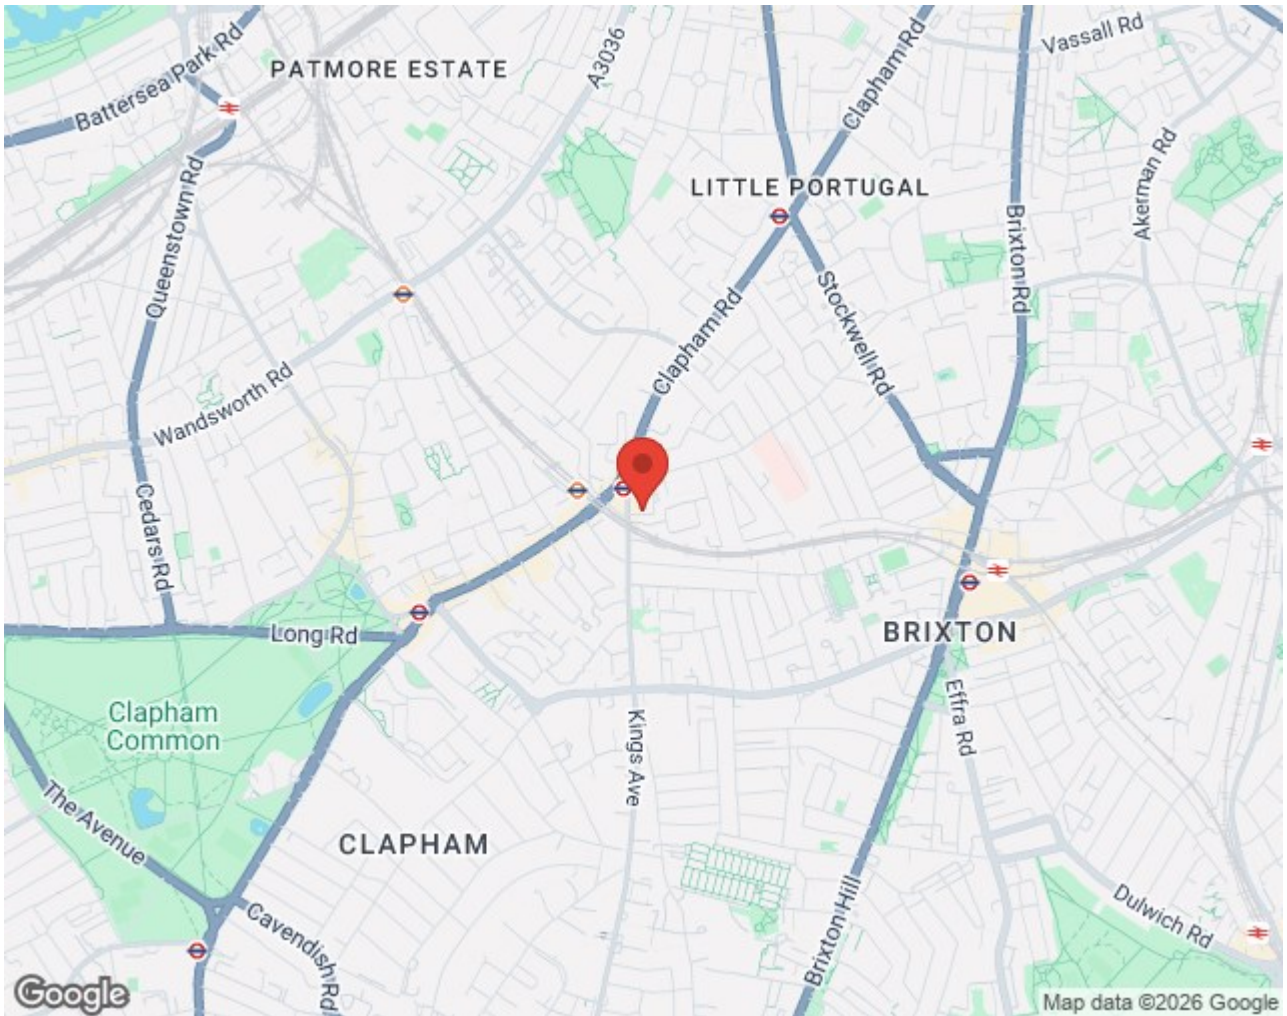 Battersea Park Rd
PATMORE ESTATE
A3036
Clapham Rd
Vassall Rd
Queenstown Rd
LITTLE PORTUGAL
Akerman Rd
Brixton Rd
Stockwell Rd
Clapham Rd
Wandsworth Rd
Cedars Rd
Long Rd
BRIXTON
Effra Rd
Clapham
Common
Kings Ave
The Avenue
CLAPHAM
Cavendish Rd
Brixton Hill
Dulwich Rd
Google
Map data ©2026 Google